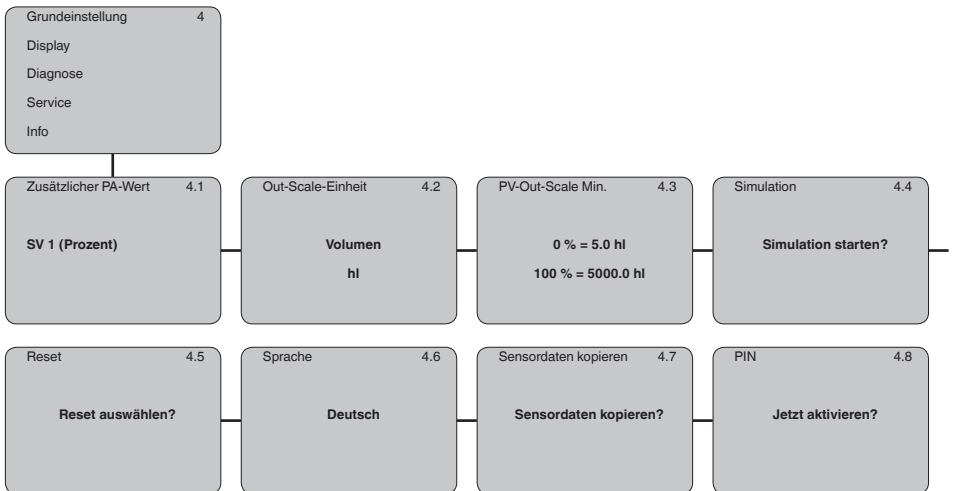 Grundeinstellung 4
Display
Diagnose
Service
Info
Zusätzlicher PA-Wert 4.1
SV 1 (Prozent)
Out-Scale-Einheit 4.2
Volumen
hl
PV-Out-Scale Min. 4.3
0 % = 5.0 hl
100 % = 5000.0 hl
Simulation 4.4
Simulation starten?
Reset 4.5
Reset auswählen?
Sprache 4.6
Deutsch
Sensordaten kopieren 4.7
Sensordaten kopieren?
PIN 4.8
Jetzt aktivieren?